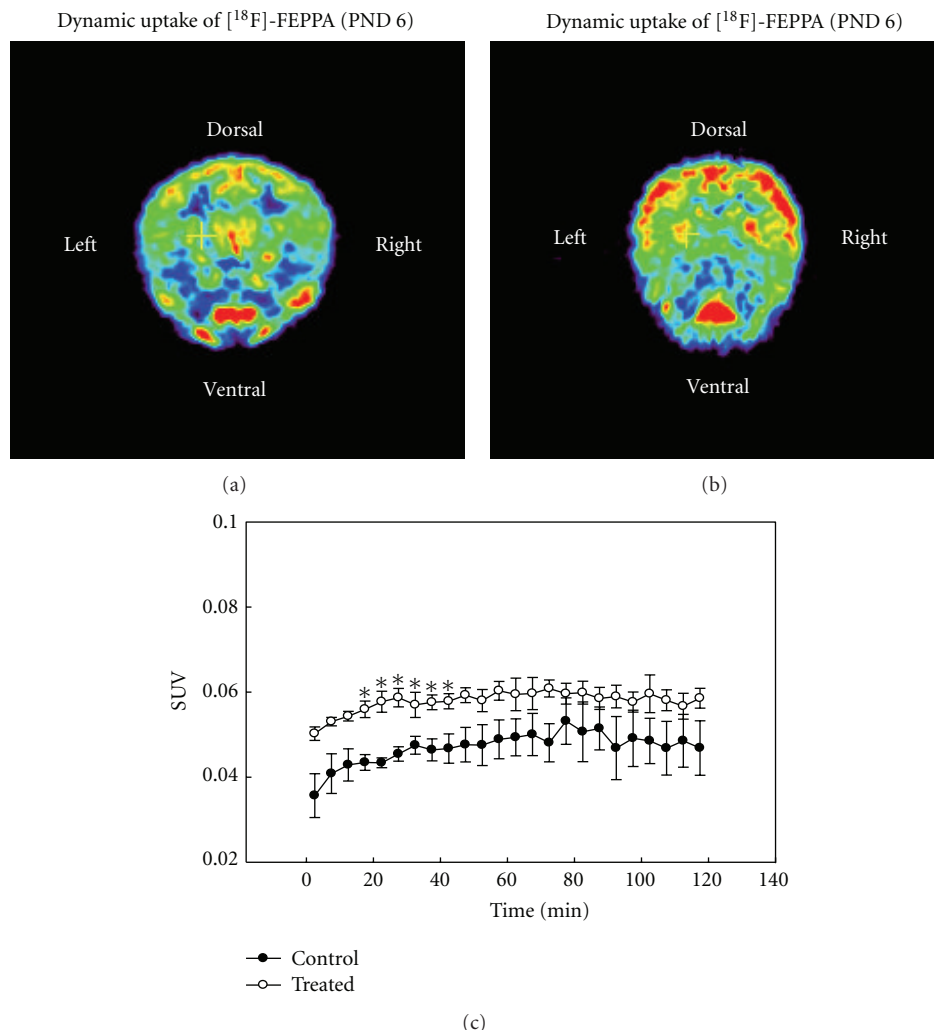 Dynamic uptake of [¹⁸F]-FEPPA (PND 6)
Dorsal
Left
Right
Ventral
(a)
Dynamic uptake of [¹⁸F]-FEPPA (PND 6)
Dorsal
Left
Right
Ventral
(b)
0.1
0.08
0.06
0.04
0.02
SUV
∗ ∗ ∗ ∗ ∗ ∗
0 20 40 60 80 100 120 140
Time (min)
Control
Treated
(c)